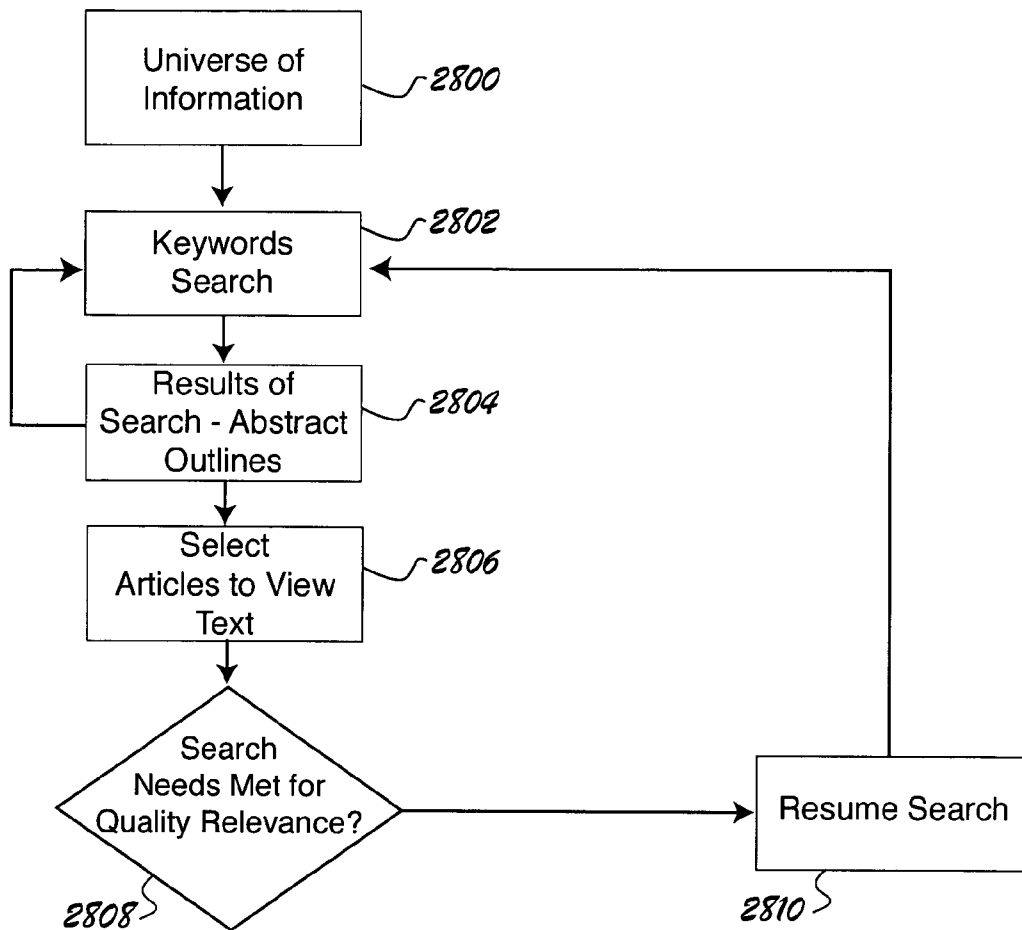 Universe of
Information
2800
Keywords
Search
2802
Results of
Search - Abstract
Outlines
2804
Select
Articles to View
Text
2806
Search
Needs Met for
Quality Relevance?
2808
Resume Search
2810